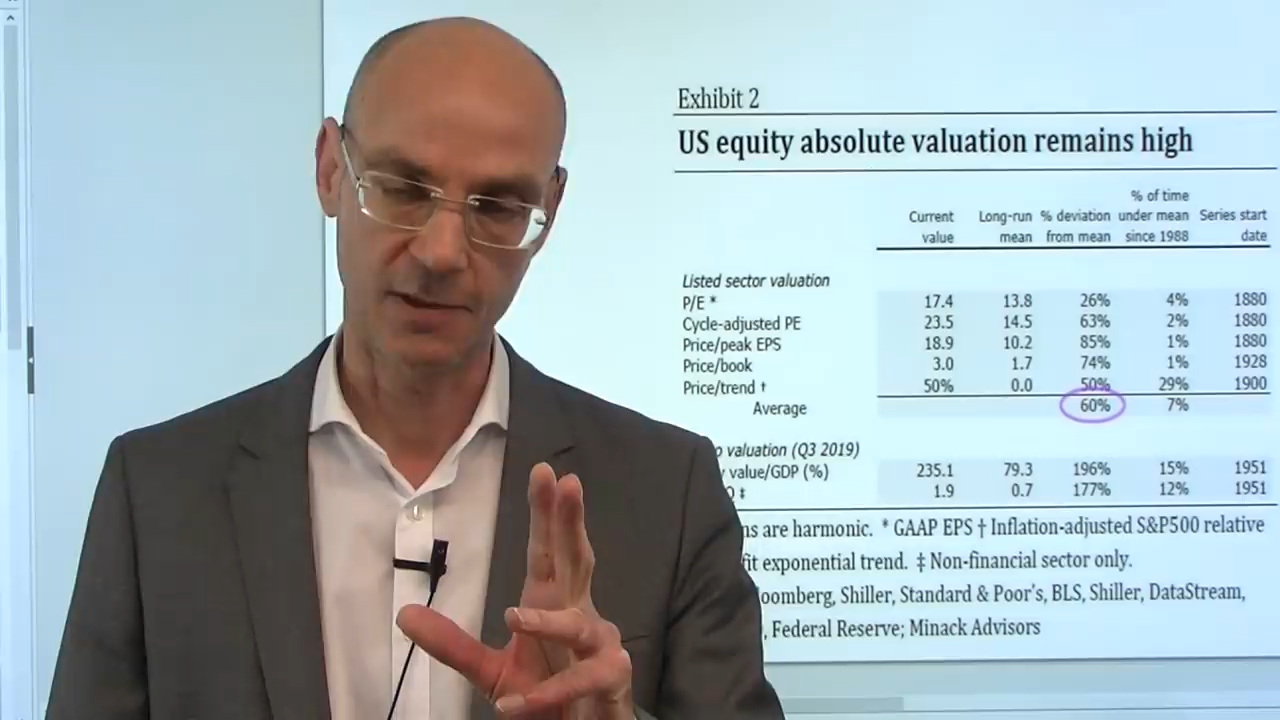 Exhibit 2
US equity absolute valuation remains high
% of time
Current Long-run % deviation under mean Series start
value mean from mean since 1988 date
Listed sector valuation
P/E * 17.4 13.8 26% 4% 1880
Cycle-adjusted PE 23.5 14.5 63% 2% 1880
Price/peak EPS 18.9 10.2 85% 1% 1880
Price/book 3.0 1.7 74% 1% 1928
Price/trend † 50% 0.0 50% 29% 1900
Average 60% 7%
valuation (Q3 2019)
value/GDP (%) 235.1 79.3 196% 15% 1951
‡ 1.9 0.7 177% 12% 1951
are harmonic. * GAAP EPS † Inflation-adjusted S&P500 relative
fit exponential trend. ‡ Non-financial sector only.
oomberg, Shiller, Standard & Poor's, BLS, Shiller, DataStream,
, Federal Reserve; Minack Advisors